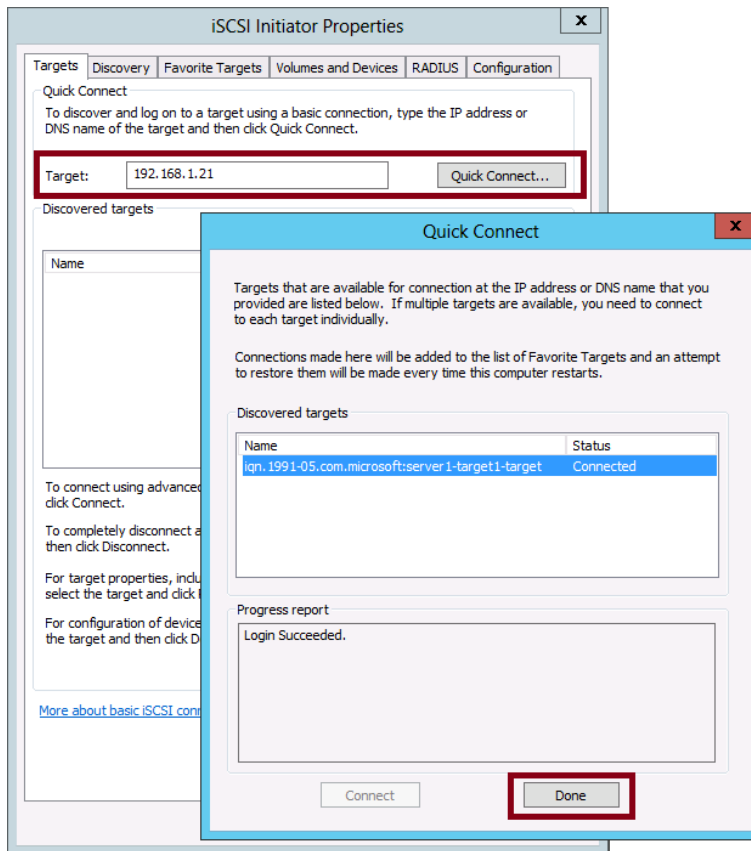 iSCSI Initiator Properties
x
Targets Discovery Favorite Targets Volumes and Devices RADIUS Configuration
Quick Connect
To discover and log on to a target using a basic connection, type the IP address or
DNS name of the target and then click Quick Connect.
Target: 192.168.1.21 Quick Connect...
Discovered targets
Name
To connect using advanced
click Connect.
To completely disconnect a
then click Disconnect.
For target properties, inclu
select the target and click
For configuration of device
the target and then click D
More about basic iSCSI con
Quick Connect
x
Targets that are available for connection at the IP address or DNS name that you
provided are listed below. If multiple targets are available, you need to connect
to each target individually.
Connections made here will be added to the list of Favorite Targets and an attempt
to restore them will be made every time this computer restarts.
Discovered targets
Name Status
iqn.1991-05.com.microsoft:server1-target1-target Connected
Progress report
Login Succeeded.
Connect Done